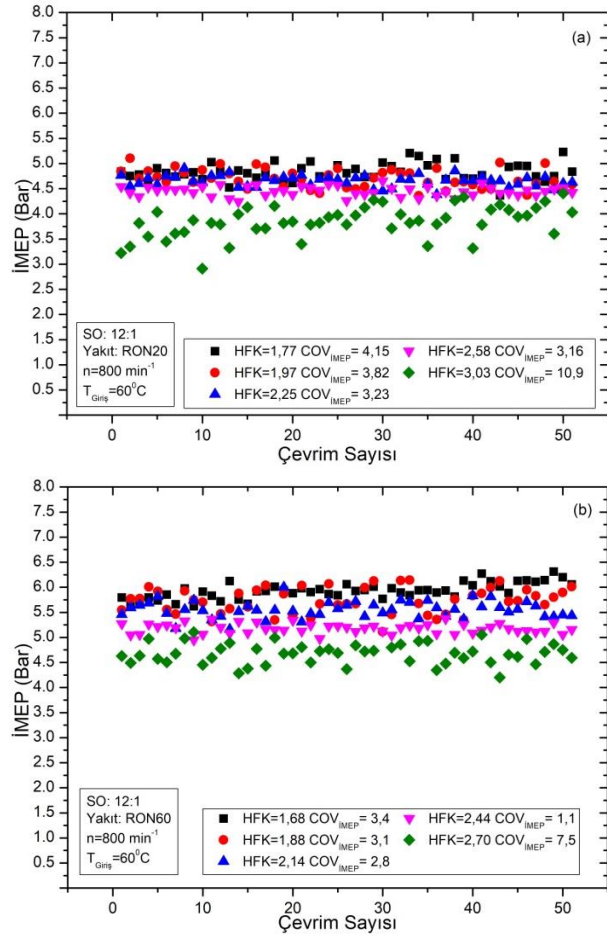 (a)
8.0
7.5
7.0
6.5
6.0
5.5
5.0
4.5
4.0
3.5
3.0
2.5
2.0
1.5
1.0
0.5
İMEP (Bar)
SO: 12:1
Yakıt: RON20
n=800 min⁻¹
T_Giriş=60⁰C
HFK=1,77 COV_İMEP= 4,15
HFK=1,97 COV_İMEP= 3,82
HFK=2,25 COV_İMEP= 3,23
HFK=2,58 COV_İMEP= 3,16
HFK=3,03 COV_İMEP= 10,9
0 10 20 30 40 50
Çevrim Sayısı
(b)
8.0
7.5
7.0
6.5
6.0
5.5
5.0
4.5
4.0
3.5
3.0
2.5
2.0
1.5
1.0
0.5
İMEP (Bar)
SO: 12:1
Yakıt: RON60
n=800 min⁻¹
T_Giriş=60⁰C
HFK=1,68 COV_İMEP= 3,4
HFK=1,88 COV_İMEP= 3,1
HFK=2,14 COV_İMEP= 2,8
HFK=2,44 COV_İMEP= 1,1
HFK=2,70 COV_İMEP= 7,5
0 10 20 30 40 50
Çevrim Sayısı